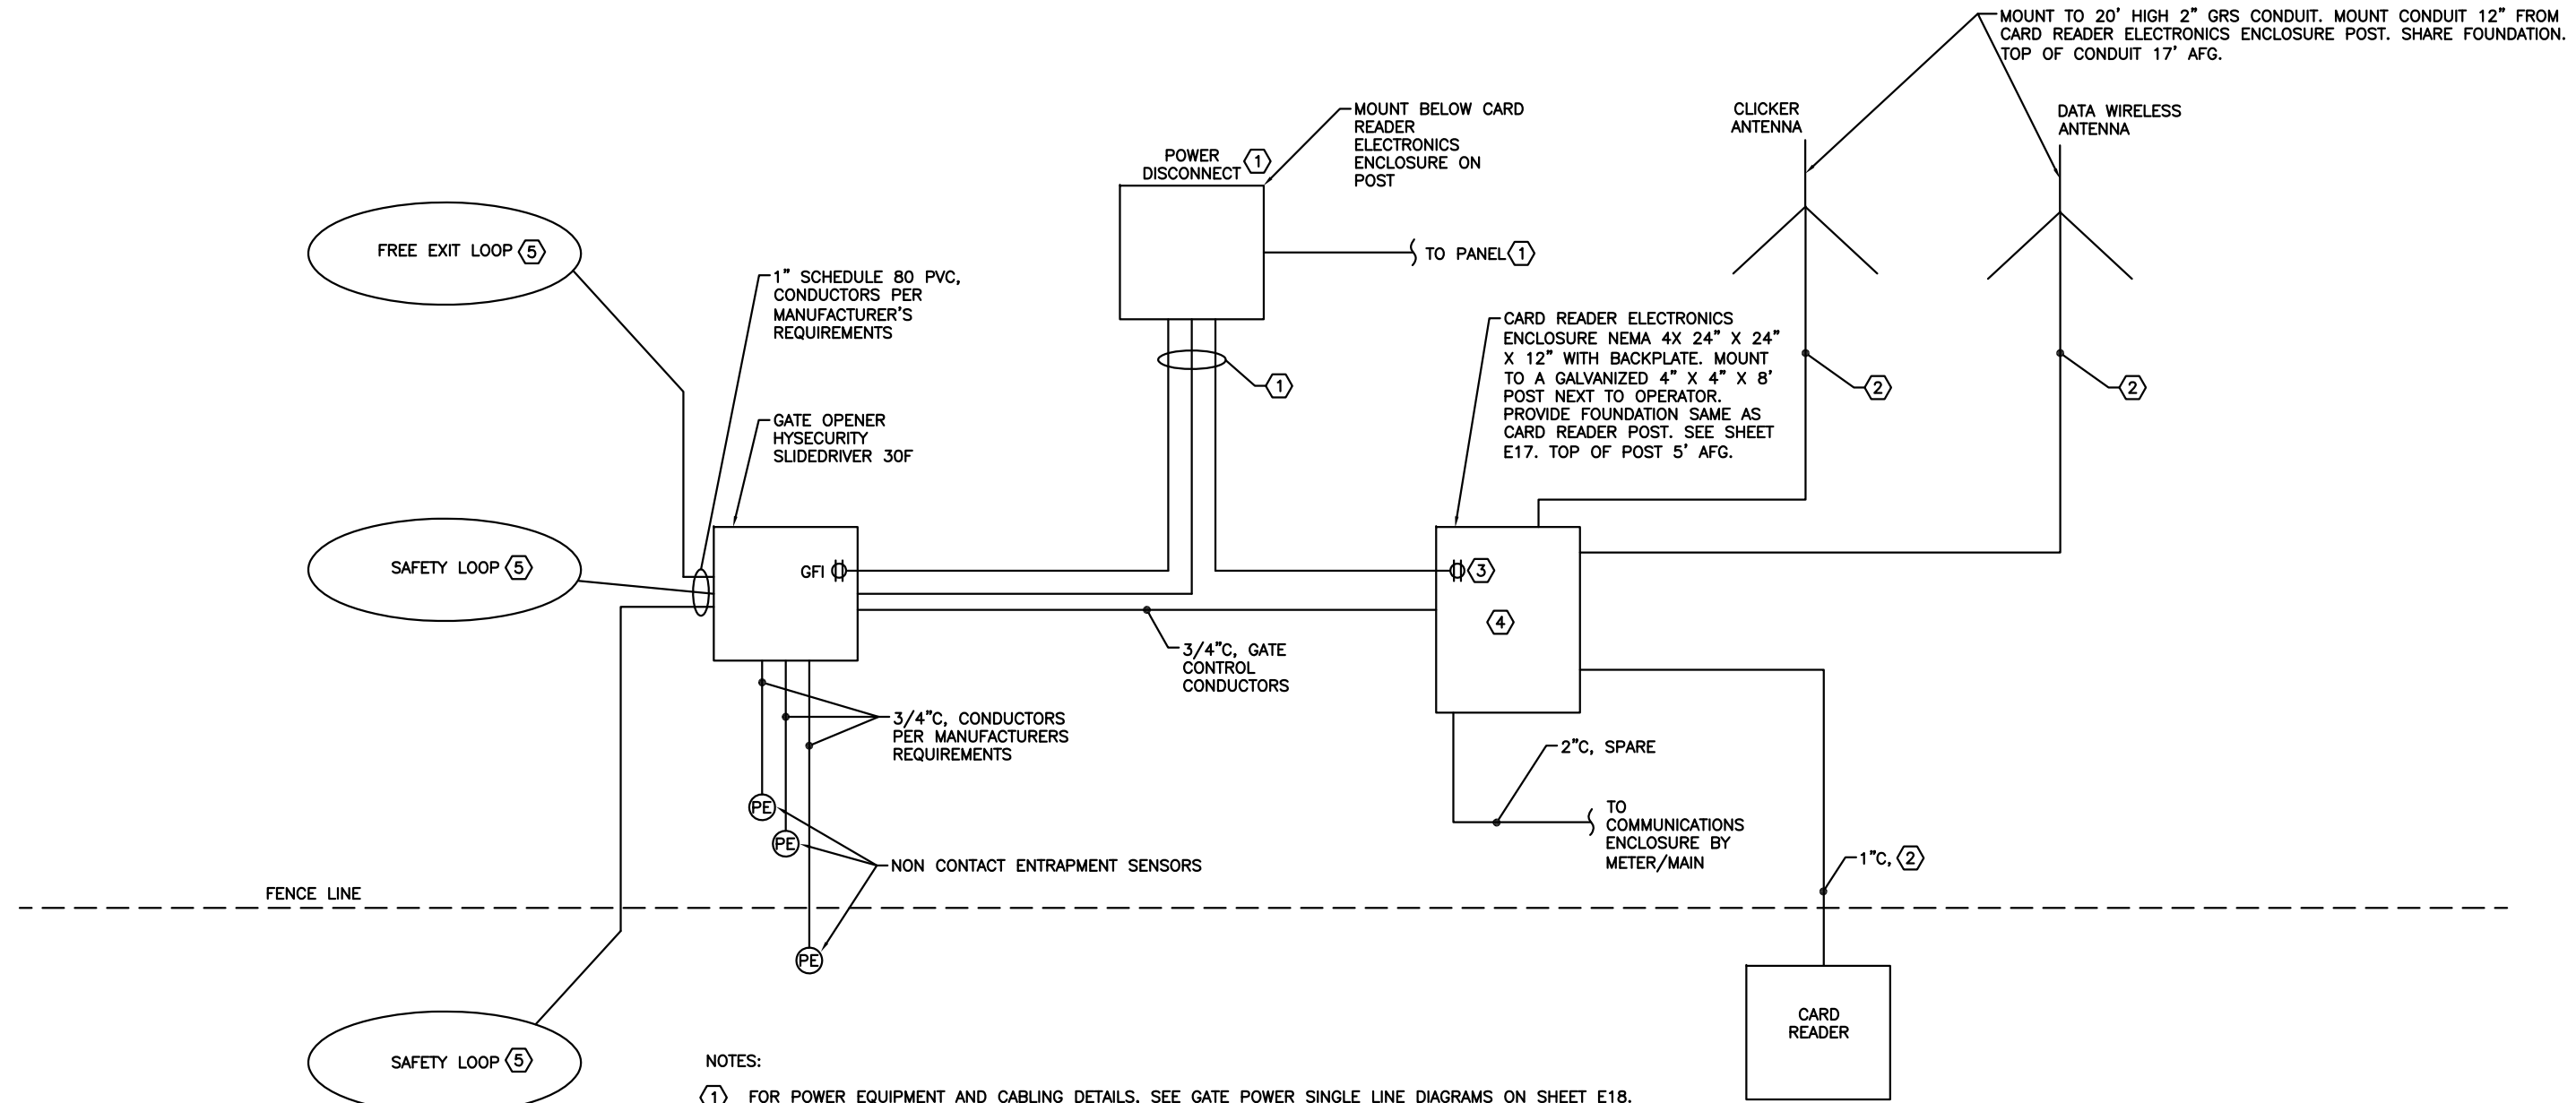 MOUNT TO 20' HIGH 2" GRS CONDUIT. MOUNT CONDUIT 12" FROM
CARD READER ELECTRONICS ENCLOSURE POST. SHARE FOUNDATION.
TOP OF CONDUIT 17' AFG.
CLICKER
ANTENNA
DATA WIRELESS
ANTENNA
MOUNT BELOW CARD
READER
ELECTRONICS
ENCLOSURE ON
POST
POWER
DISCONNECT 1
TO PANEL 1
1
2
2
FREE EXIT LOOP 5
1" SCHEDULE 80 PVC,
CONDUCTORS PER
MANUFACTURER'S
REQUIREMENTS
CARD READER ELECTRONICS
ENCLOSURE NEMA 4X 24" X 24"
X 12" WITH BACKPLATE. MOUNT
TO A GALVANIZED 4" X 4" X 8'
POST NEXT TO OPERATOR.
PROVIDE FOUNDATION SAME AS
CARD READER POST. SEE SHEET
E17. TOP OF POST 5' AFG.
GATE OPENER
HYSECURITY
SLIDEDRIVER 30F
SAFETY LOOP 5
GFI
3
4
3/4"C, GATE
CONTROL
CONDUCTORS
3/4"C, CONDUCTORS
PER MANUFACTURERS
REQUIREMENTS
2"C, SPARE
TO
COMMUNICATIONS
ENCLOSURE BY
METER/MAIN
PE
PE
NON CONTACT ENTRAPMENT SENSORS
1"C, 2
FENCE LINE
PE
CARD
READER
SAFETY LOOP 5
NOTES:
1 FOR POWER EQUIPMENT AND CABLING DETAILS, SEE GATE POWER SINGLE LINE DIAGRAMS ON SHEET E18.